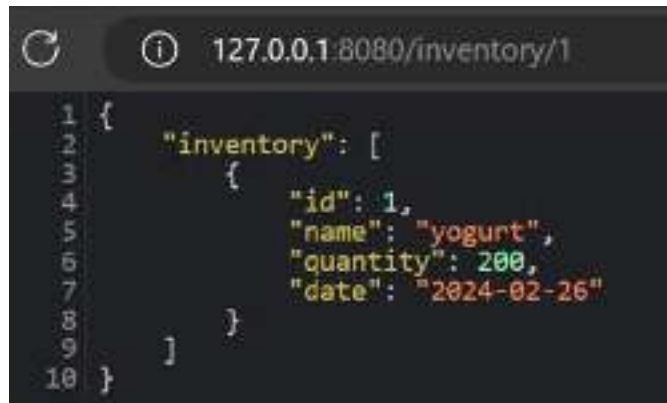 127.0.0.1:8080/inventory/1
1 {
2 "inventory": [
3 {
4 "id": 1,
5 "name": "yogurt",
6 "quantity": 200,
7 "date": "2024-02-26"
8 }
9 ]
10 }